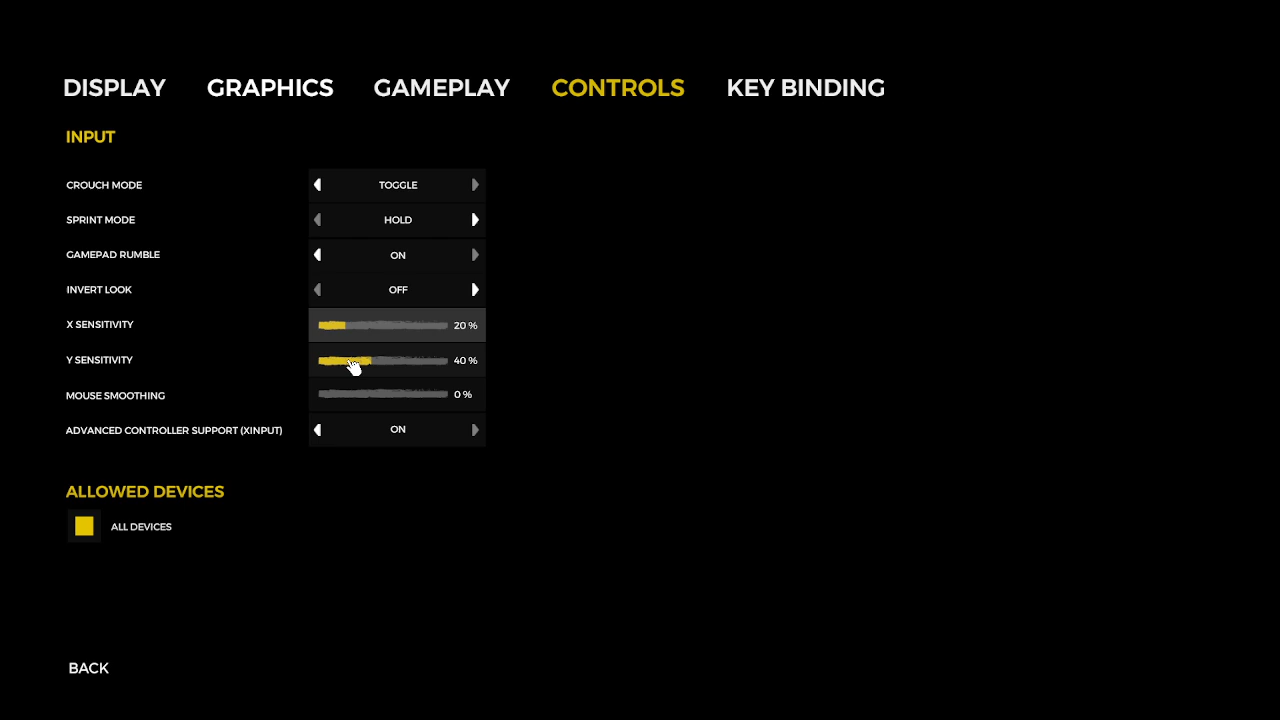 DISPLAY GRAPHICS GAMEPLAY CONTROLS KEY BINDING
INPUT
CROUCH MODE TOGGLE
SPRINT MODE HOLD
GAMEPAD RUMBLE ON
INVERT LOOK OFF
X SENSITIVITY 20 %
Y SENSITIVITY 40 %
MOUSE SMOOTHING 0 %
ADVANCED CONTROLLER SUPPORT (XINPUT) ON
ALLOWED DEVICES
ALL DEVICES
BACK